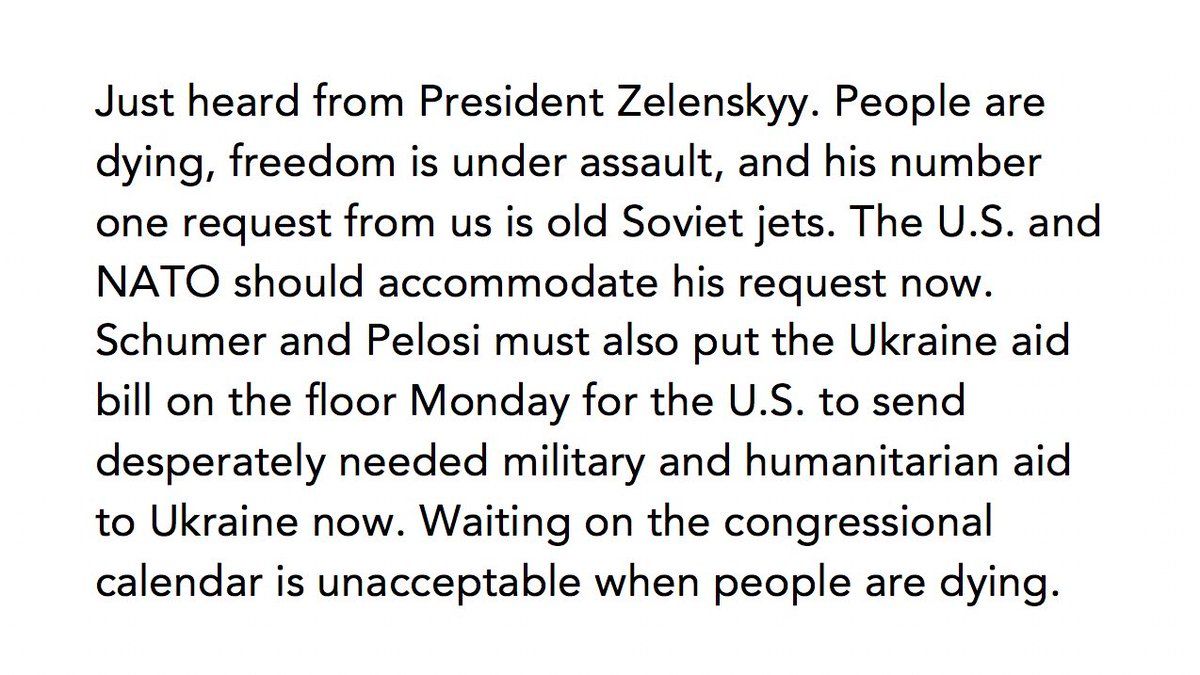 Just heard from President Zelenskyy. People are
dying, freedom is under assault, and his number
one request from us is old Soviet jets. The U.S. and
NATO should accommodate his request now.
Schumer and Pelosi must also put the Ukraine aid
bill on the floor Monday for the U.S. to send
desperately needed military and humanitarian aid
to Ukraine now. Waiting on the congressional
calendar is unacceptable when people are dying.